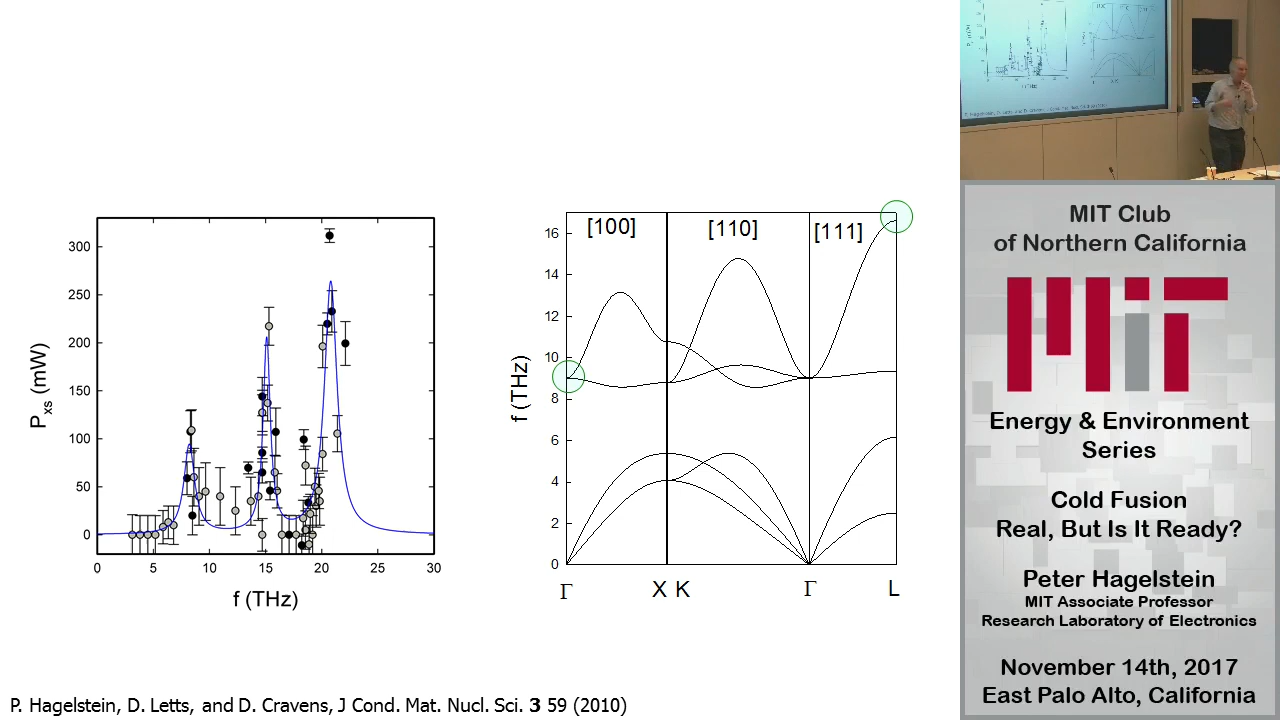 P_xs (mW)
300
250
200
150
100
50
0
0 5 10 15 20 25 30
f (THz)
[100] [110] [111]
f (THz)
16
14
12
10
8
6
4
2
0
Γ X K Γ L
P. Hagelstein, D. Letts, and D. Cravens, J Cond. Mat. Nucl. Sci. 3 59 (2010)
MIT Club
of Northern California
MIT
Energy & Environment
Series
Cold Fusion
Real, But Is It Ready?
Peter Hagelstein
MIT Associate Professor
Research Laboratory of Electronics
November 14th, 2017
East Palo Alto, California